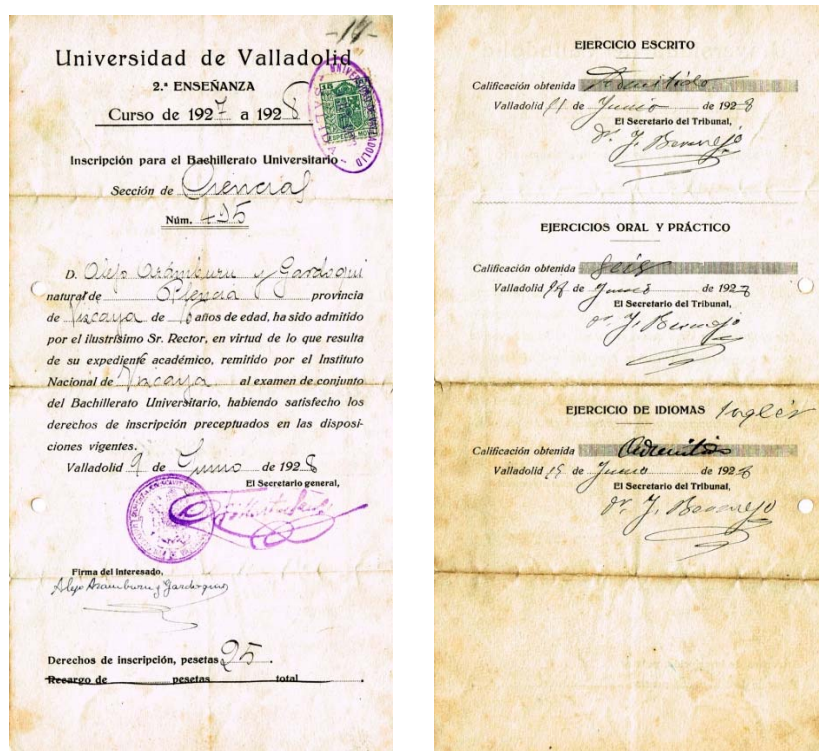 -14-
Universidad de Valladolid
2.ª ENSEÑANZA
Curso de 1927 a 1928
Inscripción para el Bachillerato Universitario
Sección de Ciencias
Núm. 495
D. Alejo Arámburu y Gardoqui
natural de Plencia provincia
de Vizcaya de 16 años de edad, ha sido admitido
por el ilustrísimo Sr. Rector, en virtud de lo que resulta
de su expediente académico, remitido por el Instituto
Nacional de Vizcaya al examen de conjunto
del Bachillerato Universitario, habiendo satisfecho los
derechos de inscripción preceptuados en las disposi-
ciones vigentes.
Valladolid 9 de Junio de 1928
El Secretario general,
Firma del interesado,
Alejo Aramburu y Gardoqui
Derechos de inscripción, pesetas 25.
Recargo de pesetas total
EJERCICIO ESCRITO
Calificación obtenida Admitido
Valladolid 11 de Junio de 1928
El Secretario del Tribunal,
Dr. J. Bermejo
EJERCICIOS ORAL Y PRÁCTICO
Calificación obtenida Seis
Valladolid 14 de Junio de 1928
El Secretario del Tribunal,
Dr. J. Bermejo
EJERCICIO DE IDIOMAS Inglés
Calificación obtenida Admitido
Valladolid 15 de Junio de 1928
El Secretario del Tribunal,
Dr. J. Bermejo